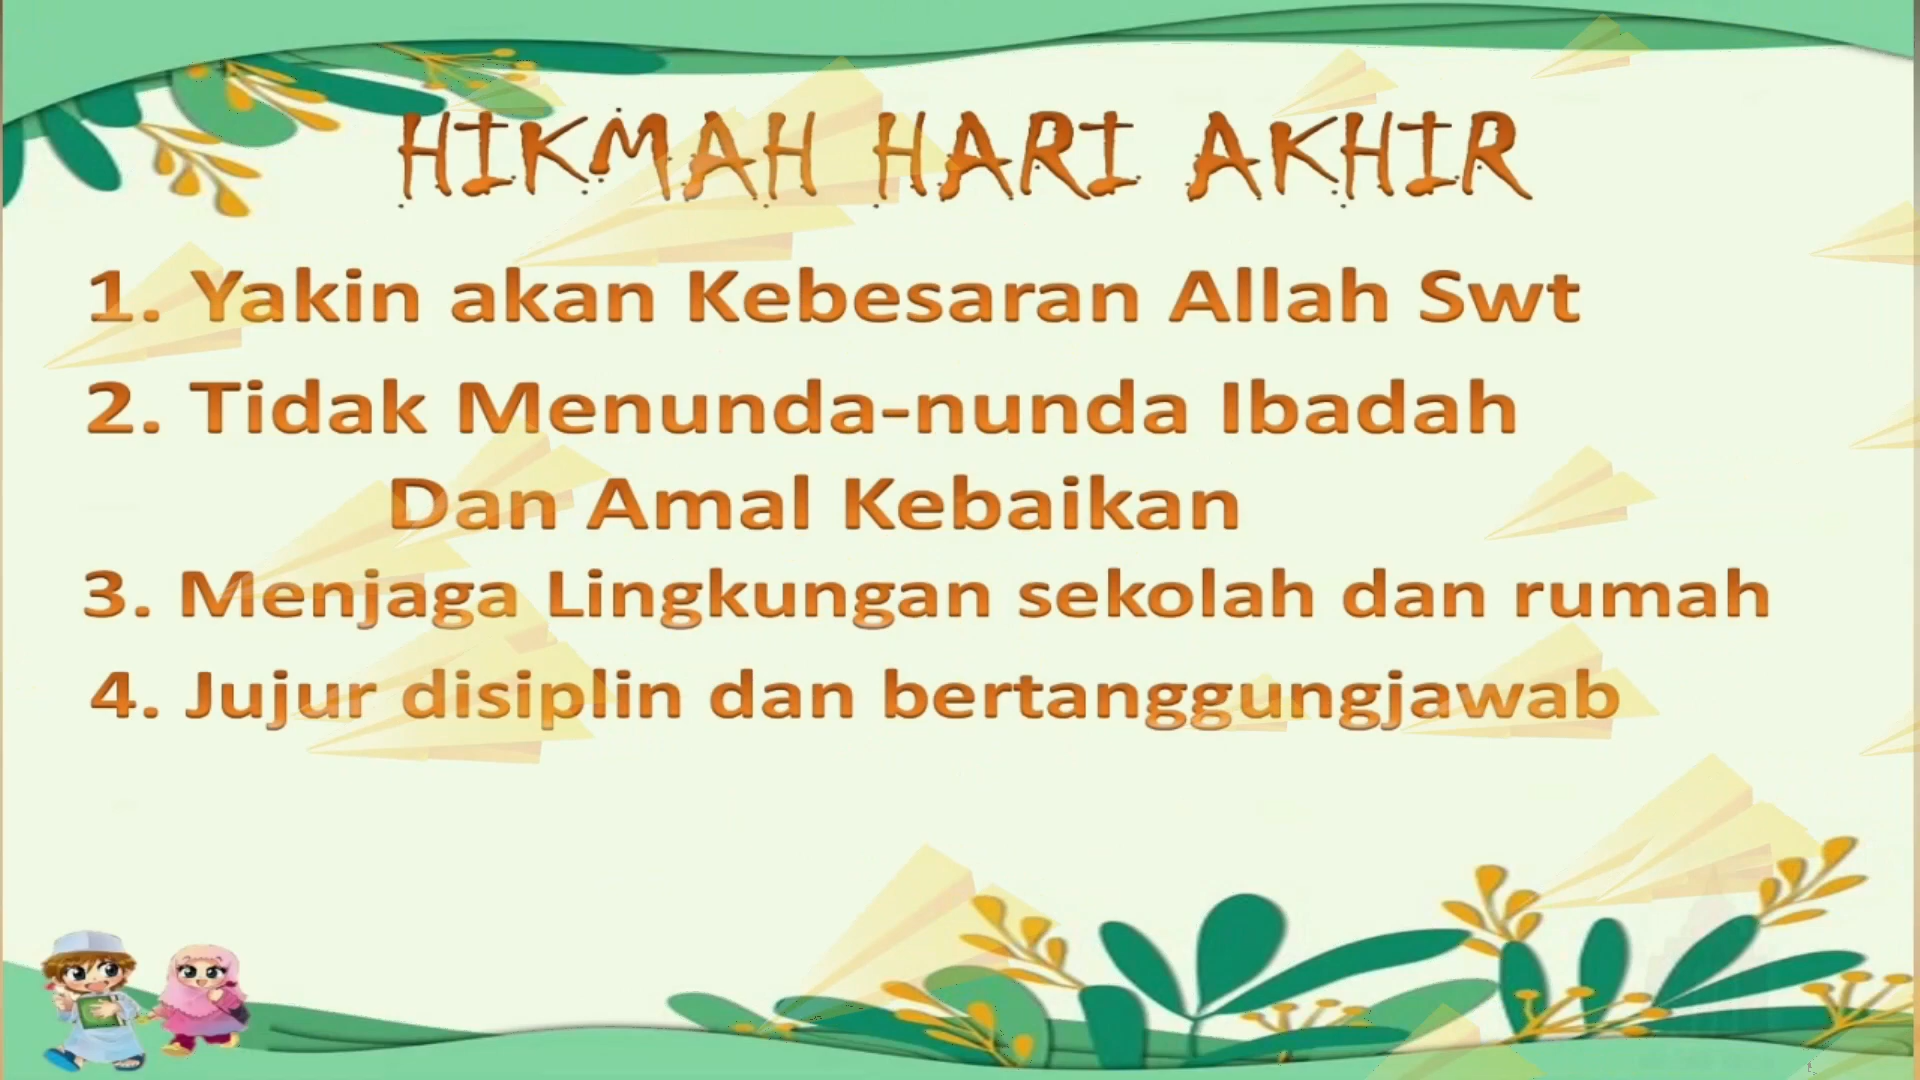 HIKMAH HARI AKHIR
1. Yakin akan Kebesaran Allah Swt
2. Tidak Menunda-nunda Ibadah
Dan Amal Kebaikan
3. Menjaga Lingkungan sekolah dan rumah
4. Jujur disiplin dan bertanggungjawab